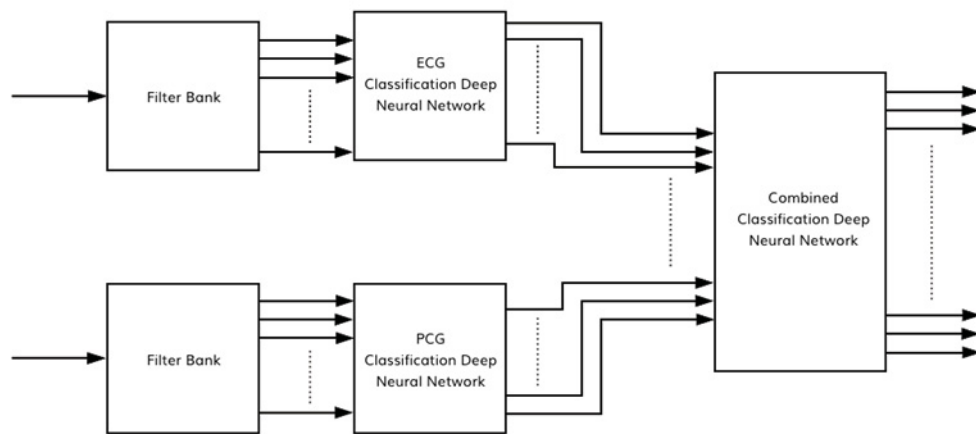 Filter Bank
ECG
Classification Deep
Neural Network
Combined
Classification Deep
Neural Network
Filter Bank
PCG
Classification Deep
Neural Network